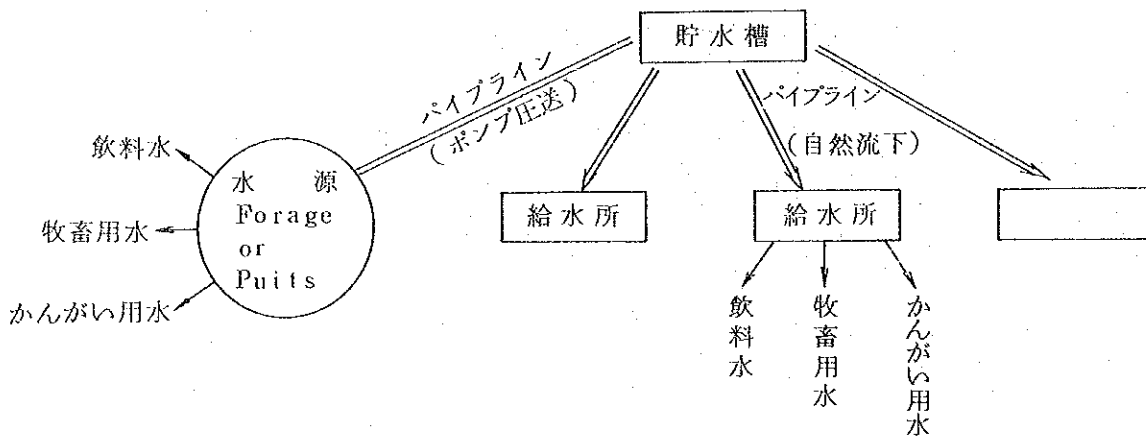 貯水槽
パイプライン
(ポンプ圧送)
パイプライン
(自然流下)
飲料水
牧畜用水
かんがい用水
水 源
Forage
or
Puits
給水所
給水所
飲料水
牧畜用水
かんがい用水